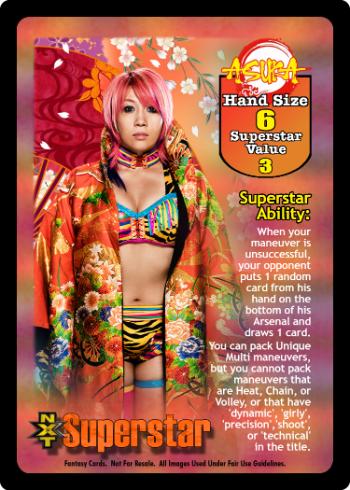 ASUKA
Hand Size
6
Superstar
Value
3
Superstar
Ability:
When your
maneuver is
unsuccessful,
your opponent
puts 1 random
card from his
hand on the
bottom of his
Arsenal and
draws 1 card.
You can pack Unique
Multi maneuvers,
but you cannot pack
maneuvers that
are Heat, Chain, or
Volley, or that have
'dynamic', 'girly',
'precision','shoot',
or 'technical'
in the title.
NXT
Superstar
Fantasy Cards. Not For Resale. All Images Used Under Fair Use Guidelines.